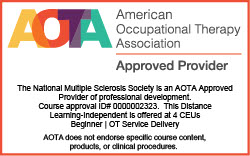 AOTA
American
Occupational Therapy
Association
Approved Provider
The National Multiple Sclerosis Society is an AOTA Approved
Provider of professional development.
Course approval ID# 0000002323. This Distance
Learning-Independent is offered at 4 CEUs
Beginner | OT Service Delivery
AOTA does not endorse specific course content,
products, or clinical procedures.